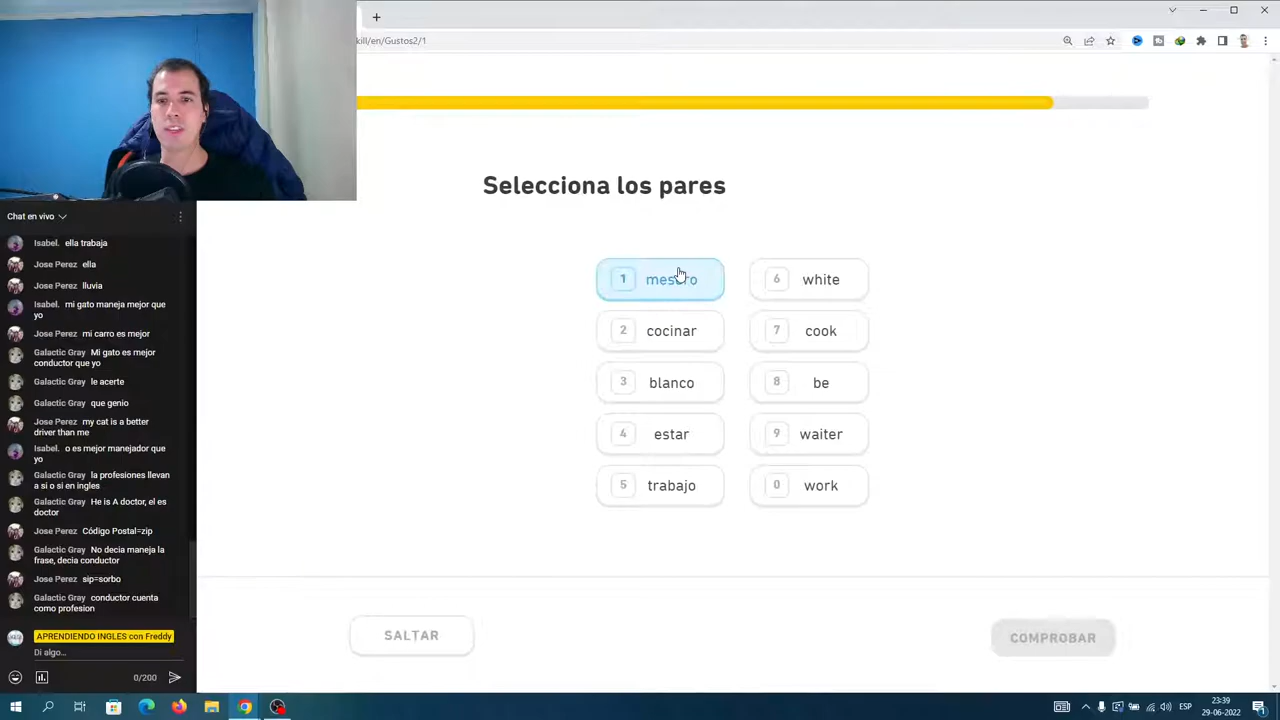 kill/en/Gustos2/1
Selecciona los pares
1 mesero
6 white
2 cocinar
7 cook
3 blanco
8 be
4 estar
9 waiter
5 trabajo
0 work
SALTAR
COMPROBAR
Chat en vivo
Isabel. ella trabaja
Jose Perez ella
Jose Perez lluvia
Isabel. mi gato maneja mejor que
yo
Jose Perez mi carro es mejor
Galactic Gray Mi gato es mejor
conductor que yo
Galactic Gray le acerte
Galactic Gray que genio
Jose Perez my cat is a better
driver than me
Isabel. o es mejor manejador que
yo
Galactic Gray la profesiones llevan
a si o si en ingles
Galactic Gray He is A doctor, el es
doctor
Jose Perez Código Postal=zip
Galactic Gray No decia maneja la
frase, decia conductor
Jose Perez sip=sorbo
Galactic Gray conductor cuenta
como profesion
APRENDIENDO INGLES con Freddy
Di algo...
0/200
ESP
23:39
29-06-2022
1